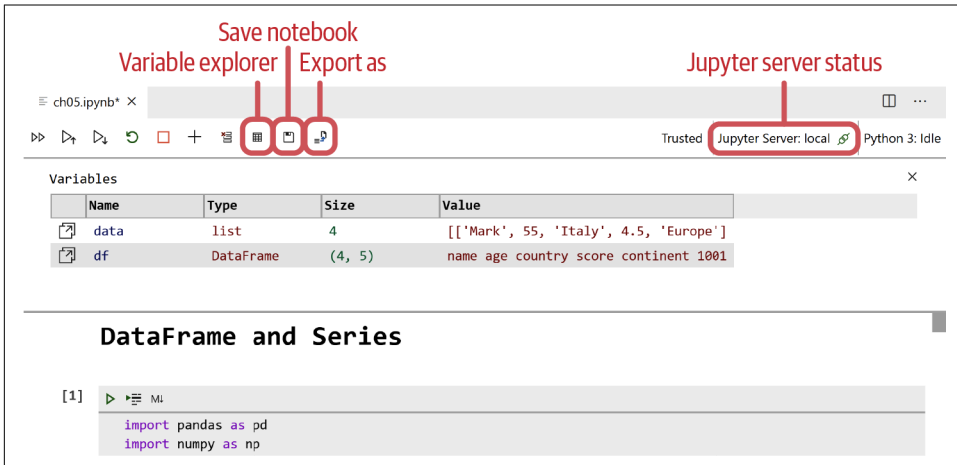 Save notebook
Variable explorer Export as
Jupyter server status
ch05.ipynb*
Trusted Jupyter Server: local Python 3: Idle
Variables
Name Type Size Value
data list 4 [['Mark', 55, 'Italy', 4.5, 'Europe']
df DataFrame (4, 5) name age country score continent 1001
DataFrame and Series
[1] M↓
import pandas as pd
import numpy as np